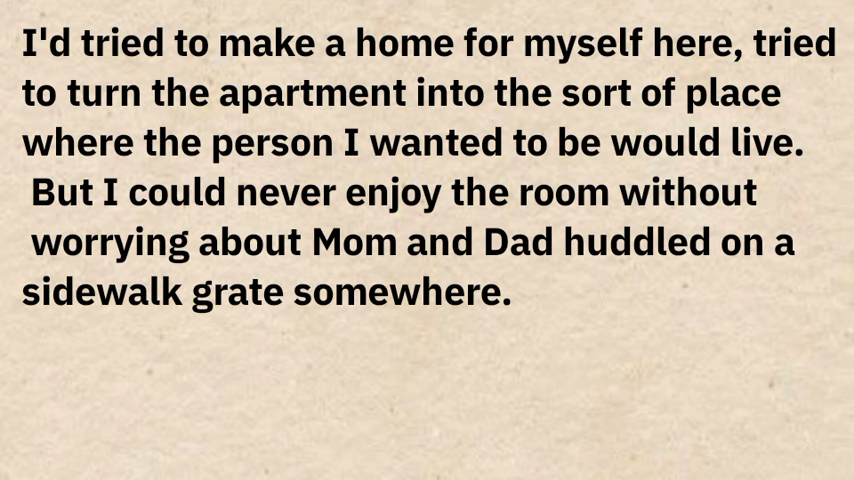 I'd tried to make a home for myself here, tried
to turn the apartment into the sort of place
where the person I wanted to be would live.
But I could never enjoy the room without
worrying about Mom and Dad huddled on a
sidewalk grate somewhere.